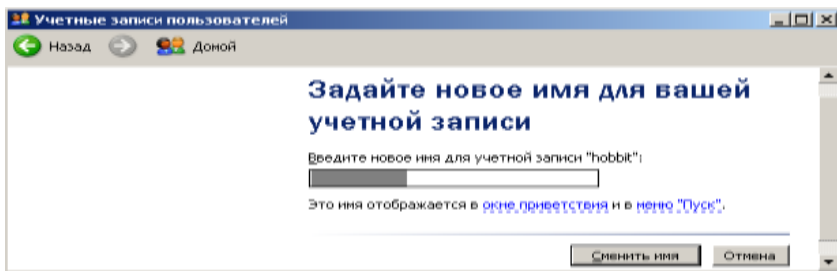 Учетные записи пользователей
Назад Домой
Задайте новое имя для вашей
учетной записи
Введите новое имя для учетной записи "hobbit":
Это имя отображается в окне приветствия и в меню "Пуск".
Сменить имя Отмена